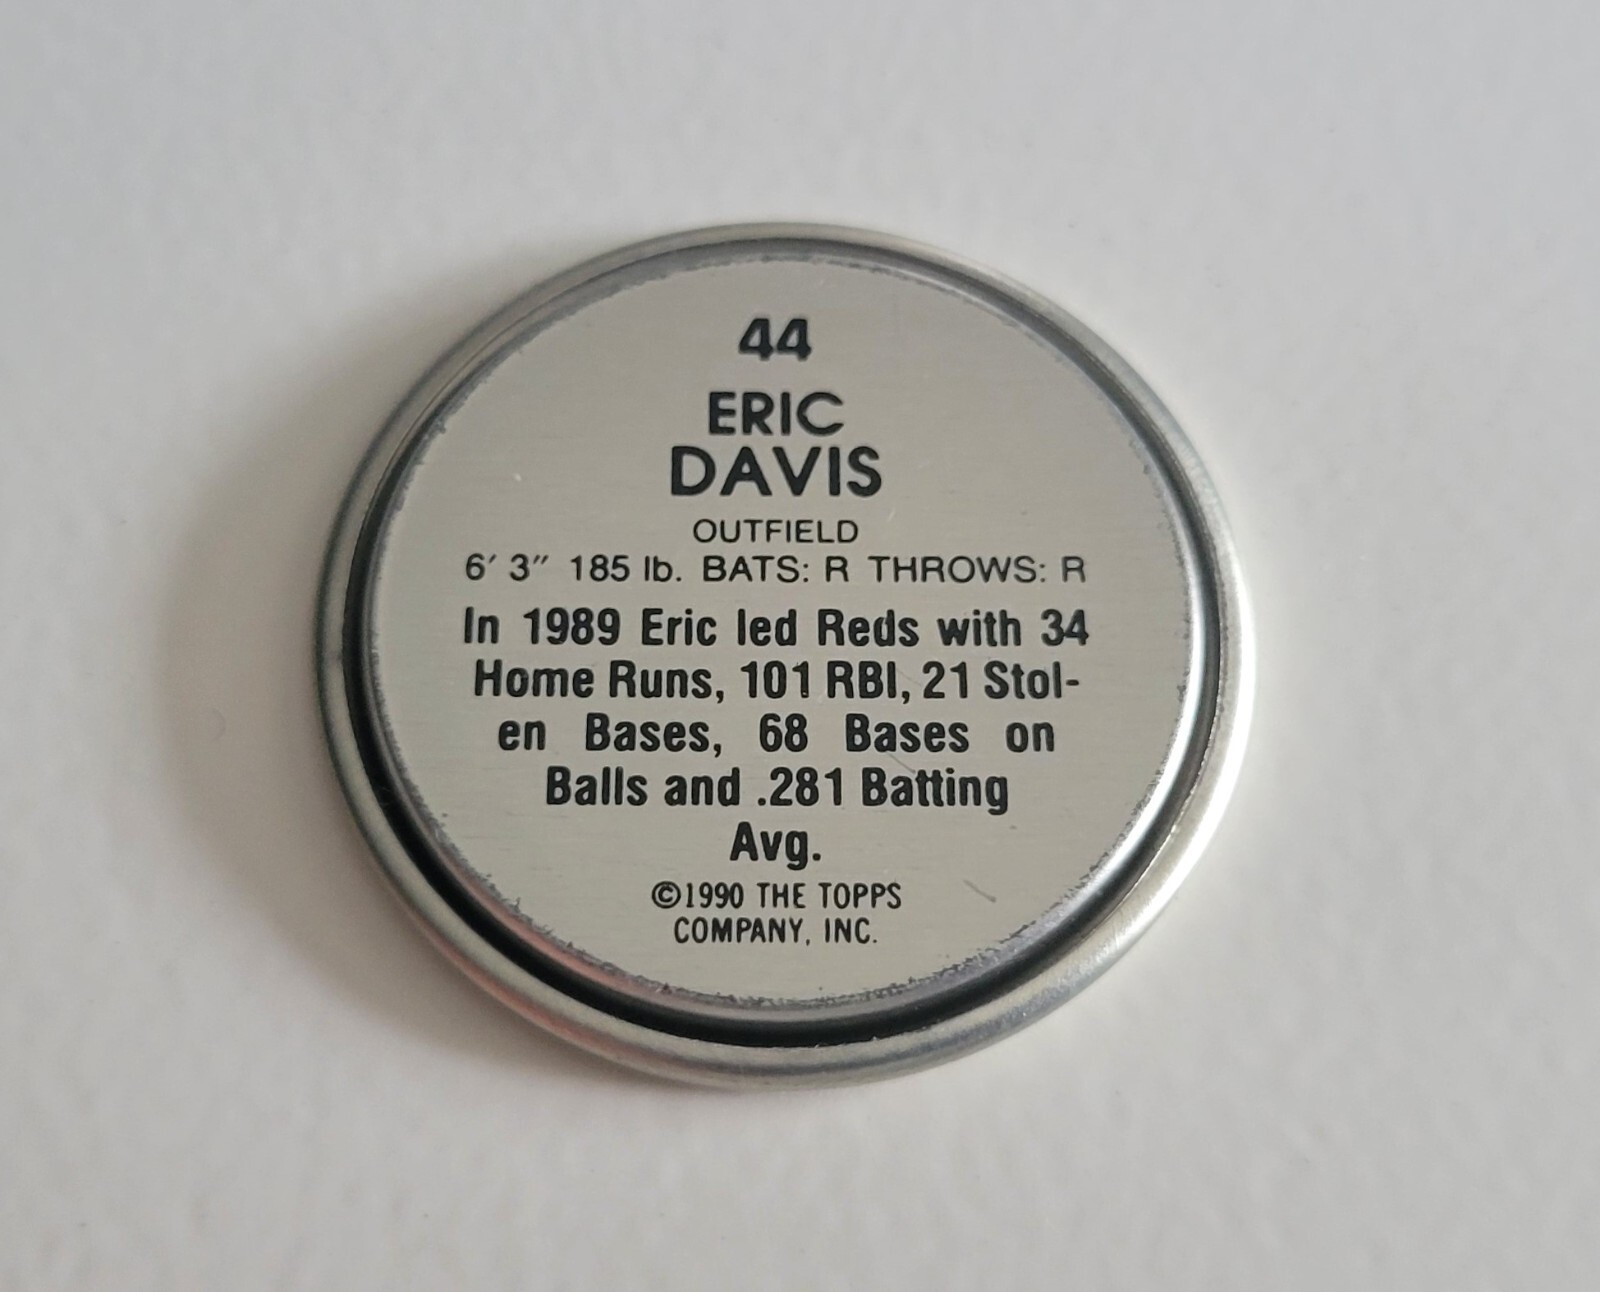 44
ERIC
DAVIS
OUTFIELD
6′ 3″ 185 lb. BATS: R THROWS: R
In 1989 Eric led Reds with 34
Home Runs, 101 RBI, 21 Stol-
en Bases, 68 Bases on
Balls and .281 Batting
Avg.
©1990 THE TOPPS
COMPANY, INC.